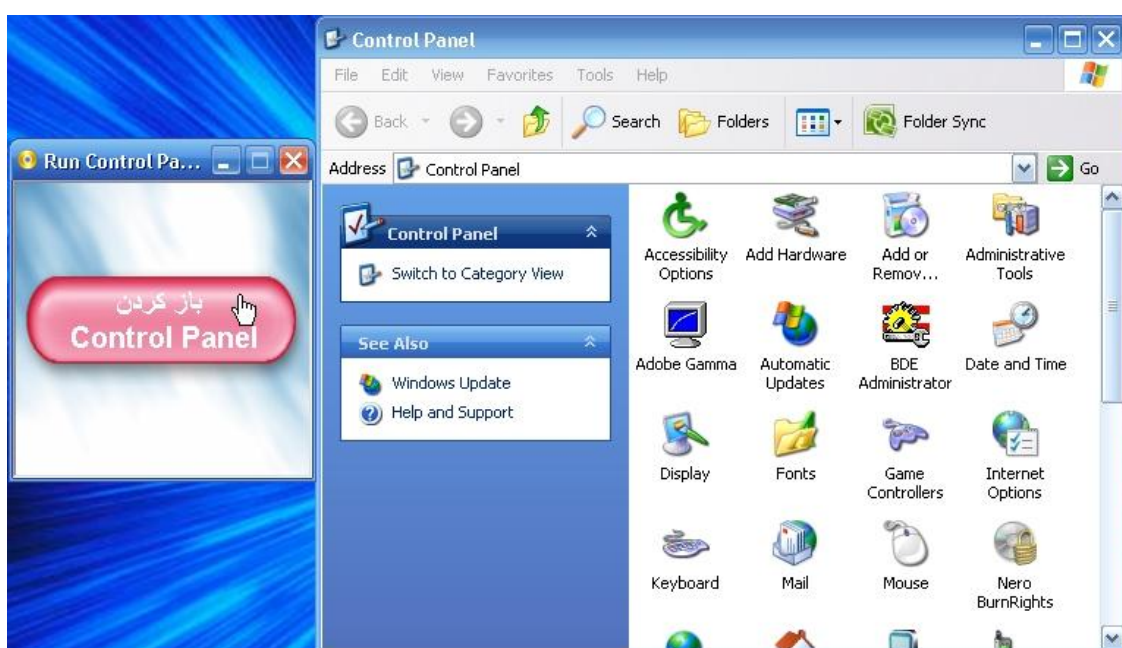 Run Control Pa...
باز کردن
Control Panel
Control Panel
File Edit View Favorites Tools Help
Back Search Folders Folder Sync
Address Control Panel Go
Control Panel
Switch to Category View
See Also
Windows Update
Help and Support
Accessibility
Options
Add Hardware
Add or
Remov...
Administrative
Tools
Adobe Gamma
Automatic
Updates
BDE
Administrator
Date and Time
Display
Fonts
Game
Controllers
Internet
Options
Keyboard
Mail
Mouse
Nero
BurnRights